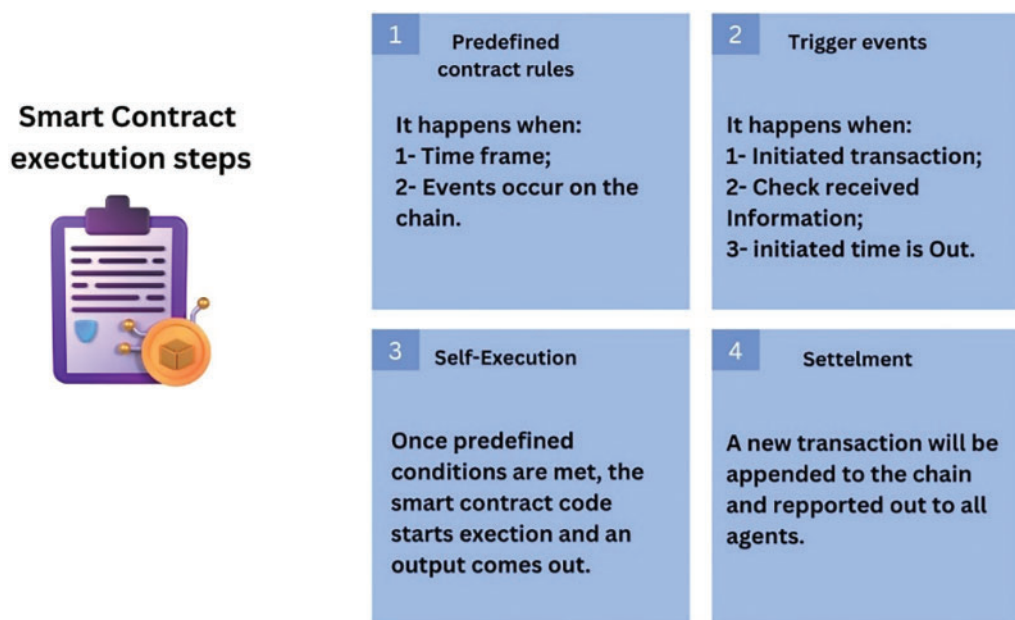 Smart Contract
exectution steps
1
Predefined
contract rules
It happens when:
1- Time frame;
2- Events occur on the
chain.
2
Trigger events
It happens when:
1- Initiated transaction;
2- Check received
Information;
3- initiated time is Out.
3
Self-Execution
Once predefined
conditions are met, the
smart contract code
starts exection and an
output comes out.
4
Settelment
A new transaction will be
appended to the chain
and repported out to all
agents.